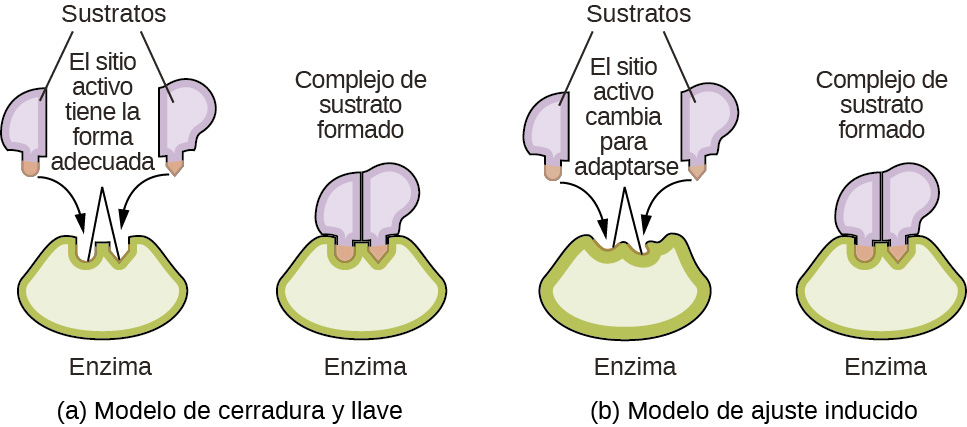 Sustratos
El sitio
activo
tiene la
forma
adecuada
Complejo de
sustrato
formado
Enzima
Enzima
(a) Modelo de cerradura y llave
Sustratos
El sitio
activo
cambia
para
adaptarse
Complejo de
sustrato
formado
Enzima
Enzima
(b) Modelo de ajuste inducido